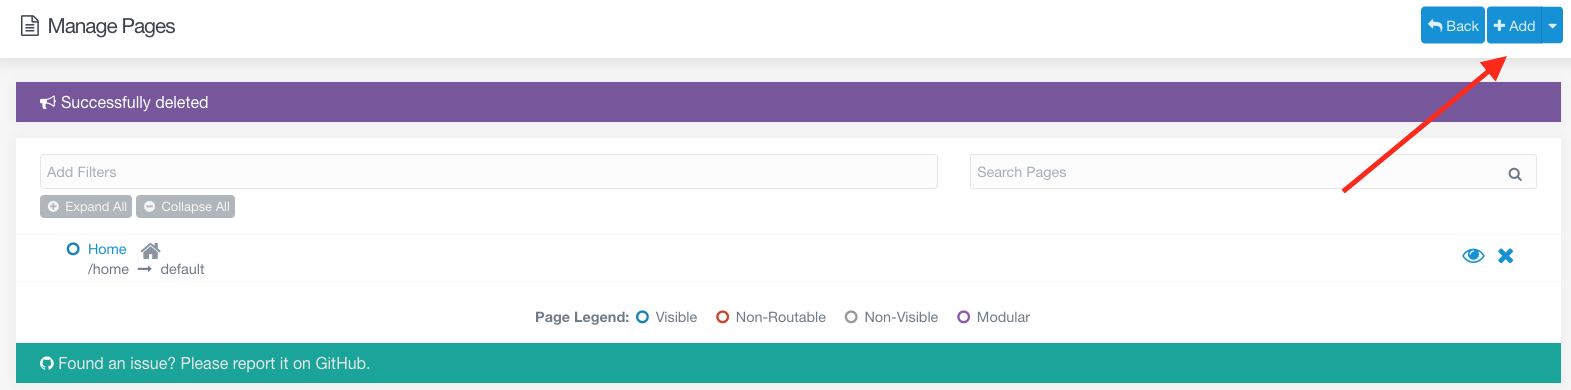 Manage Pages
Back
Add
Successfully deleted
Add Filters
Search Pages
Expand All
Collapse All
Home
/home → default
Page Legend: Visible Non-Routable Non-Visible Modular
Found an issue? Please report it on GitHub.